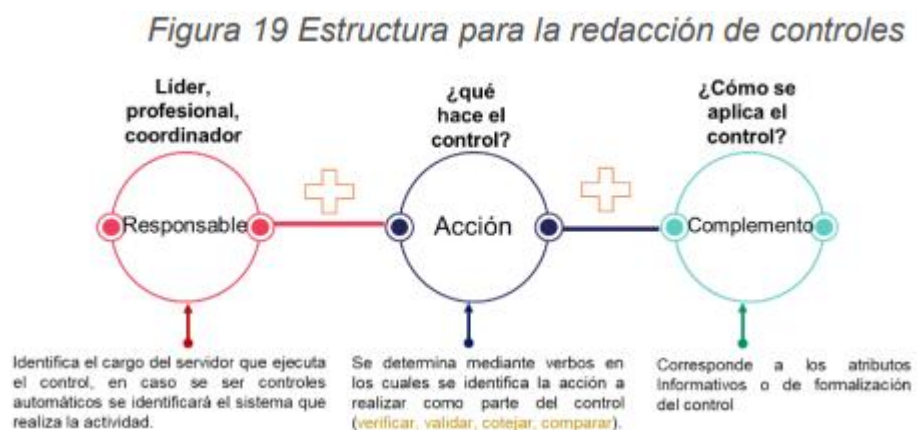 Figura 19 Estructura para la redacción de controles
Líder,
profesional,
coordinador
¿qué
hace el
control?
¿Cómo se
aplica el
control?
Responsable
Acción
Complemento
Identifica el cargo del servidor que ejecuta
el control, en caso se ser controles
automáticos se identificará el sistema que
realiza la actividad.
Se determina mediante verbos en
los cuales se identifica la acción a
realizar como parte del control
(verificar, validar, cotejar, comparar).
Corresponde a los atributos
Informativos o de formalización
del control